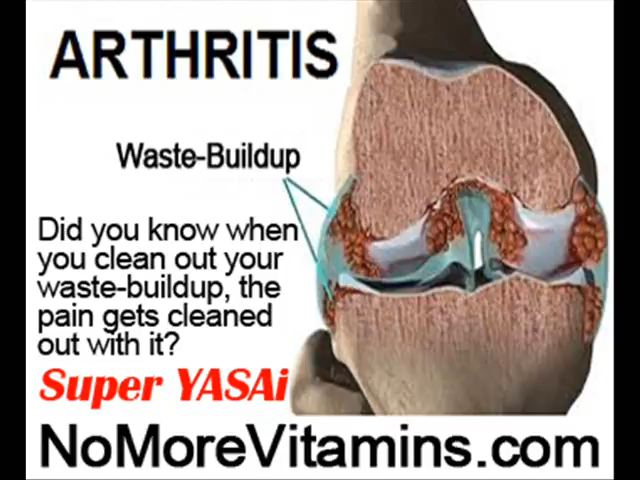 ARTHRITIS
Waste-Buildup
Did you know when
you clean out your
waste-buildup, the
pain gets cleaned
out with it?
Super YASAi
NoMoreVitamins.com